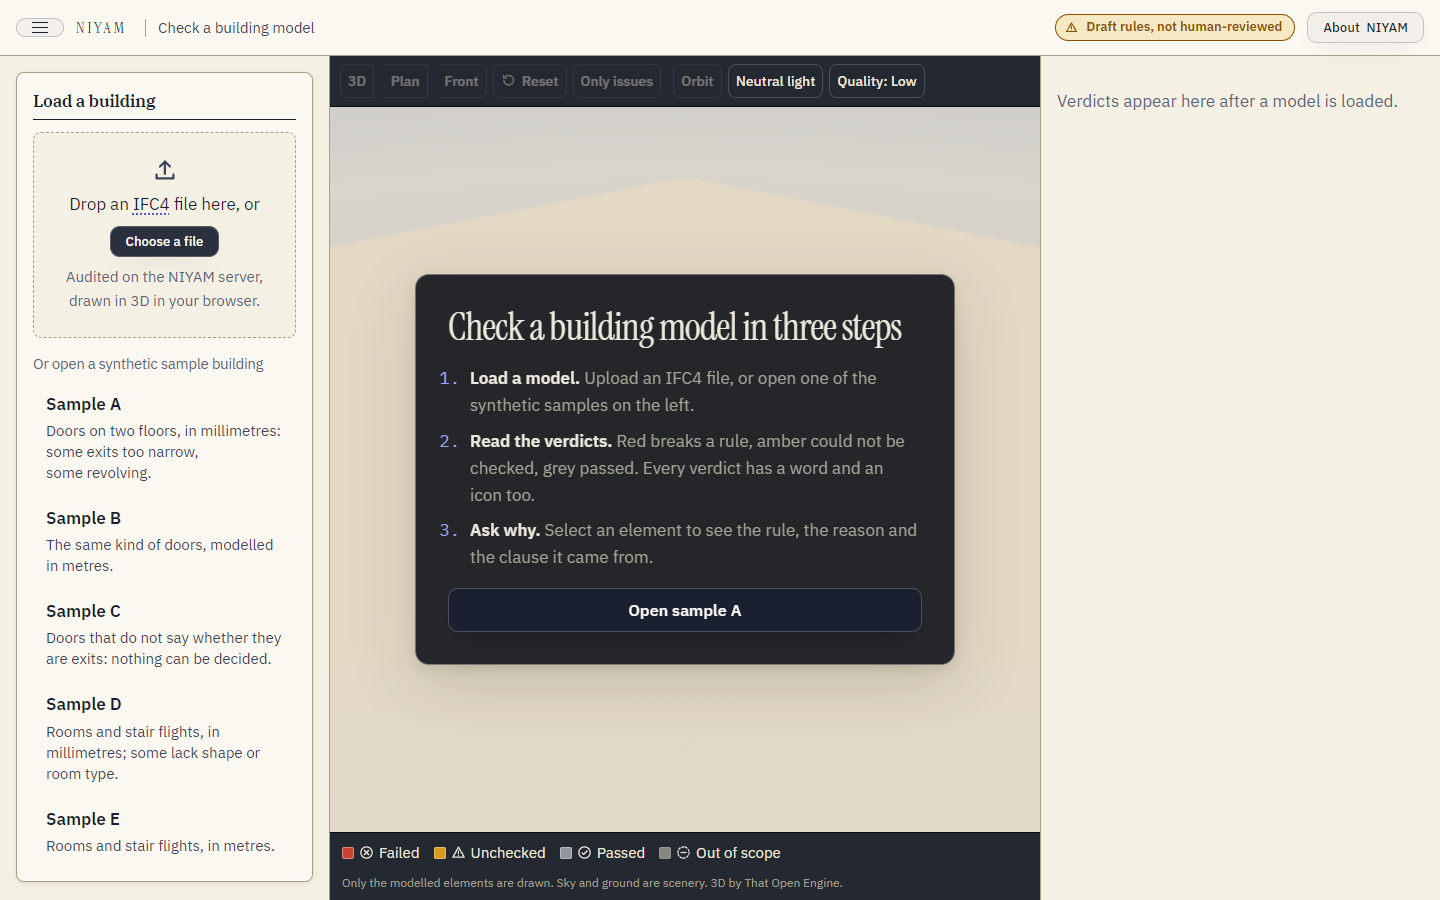 NIYAM
Check a building model
Draft rules, not human-reviewed
About NIYAM
Load a building
Drop an IFC4 file here, or
Choose a file
Audited on the NIYAM server,
drawn in 3D in your browser.
Or open a synthetic sample building
Sample A
Doors on two floors, in millimetres:
some exits too narrow,
some revolving.
Sample B
The same kind of doors, modelled
in metres.
Sample C
Doors that do not say whether they
are exits: nothing can be decided.
Sample D
Rooms and stair flights, in
millimetres; some lack shape or
room type.
Sample E
Rooms and stair flights, in metres.
3D Plan Front Reset Only issues Orbit Neutral light Quality: Low
Check a building model in three steps
1. Load a model. Upload an IFC4 file, or open one of the
synthetic samples on the left.
2. Read the verdicts. Red breaks a rule, amber could not be
checked, grey passed. Every verdict has a word and an
icon too.
3. Ask why. Select an element to see the rule, the reason and
the clause it came from.
Open sample A
Failed Unchecked Passed Out of scope
Only the modelled elements are drawn. Sky and ground are scenery. 3D by That Open Engine.
Verdicts appear here after a model is loaded.